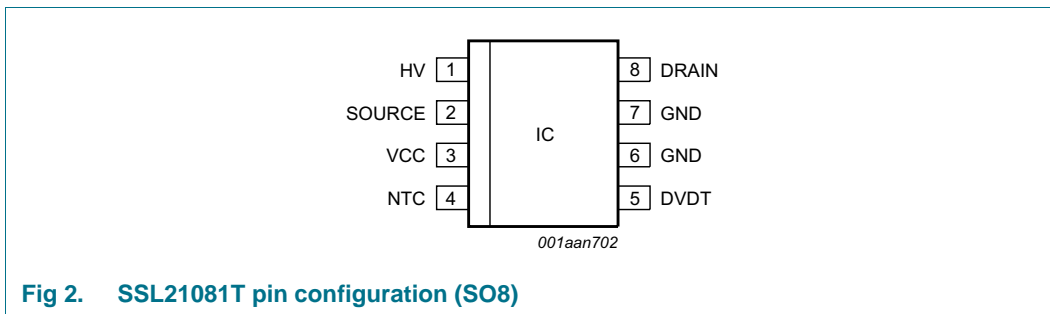 HV 1 8 DRAIN
SOURCE 2 7 GND
IC
VCC 3 6 GND
NTC 4 5 DVDT
001aan702
Fig 2. SSL21081T pin configuration (SO8)